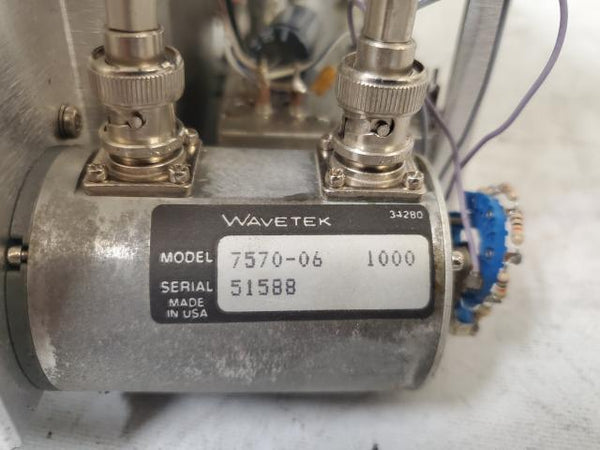 WAVETEK 34280
MODEL 7570-06 1000
SERIAL 51588
MADE
IN USA